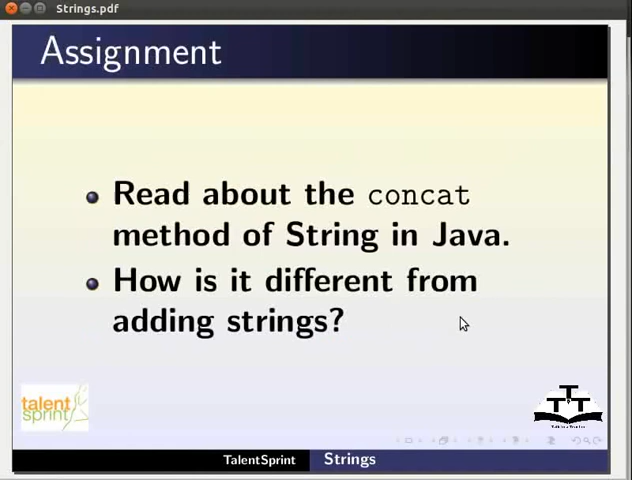 Strings.pdf
Assignment
Read about the concat
method of String in Java.
How is it different from
adding strings?
talent
sprint
TalentSprint
Strings